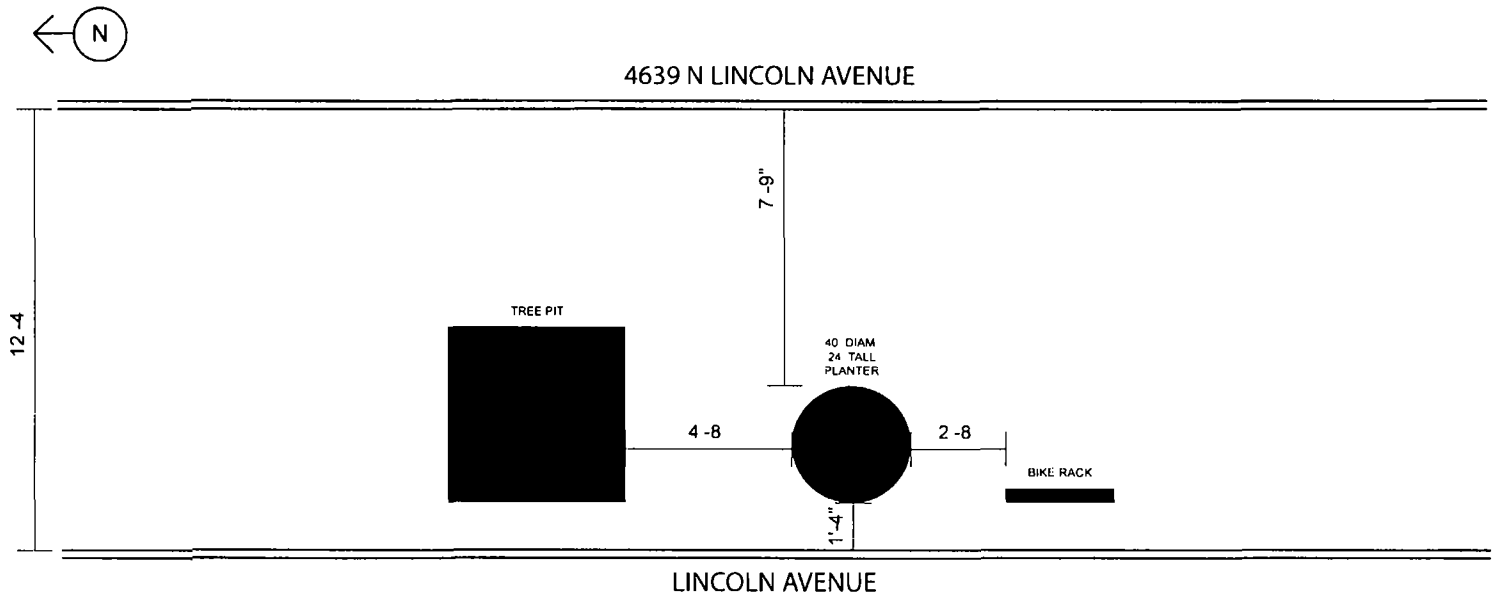 N
4639 N LINCOLN AVENUE
7 -9"
12 -4
TREE PIT
40 DIAM
24 TALL
PLANTER
4 -8
2 -8
BIKE RACK
1'-4"
LINCOLN AVENUE